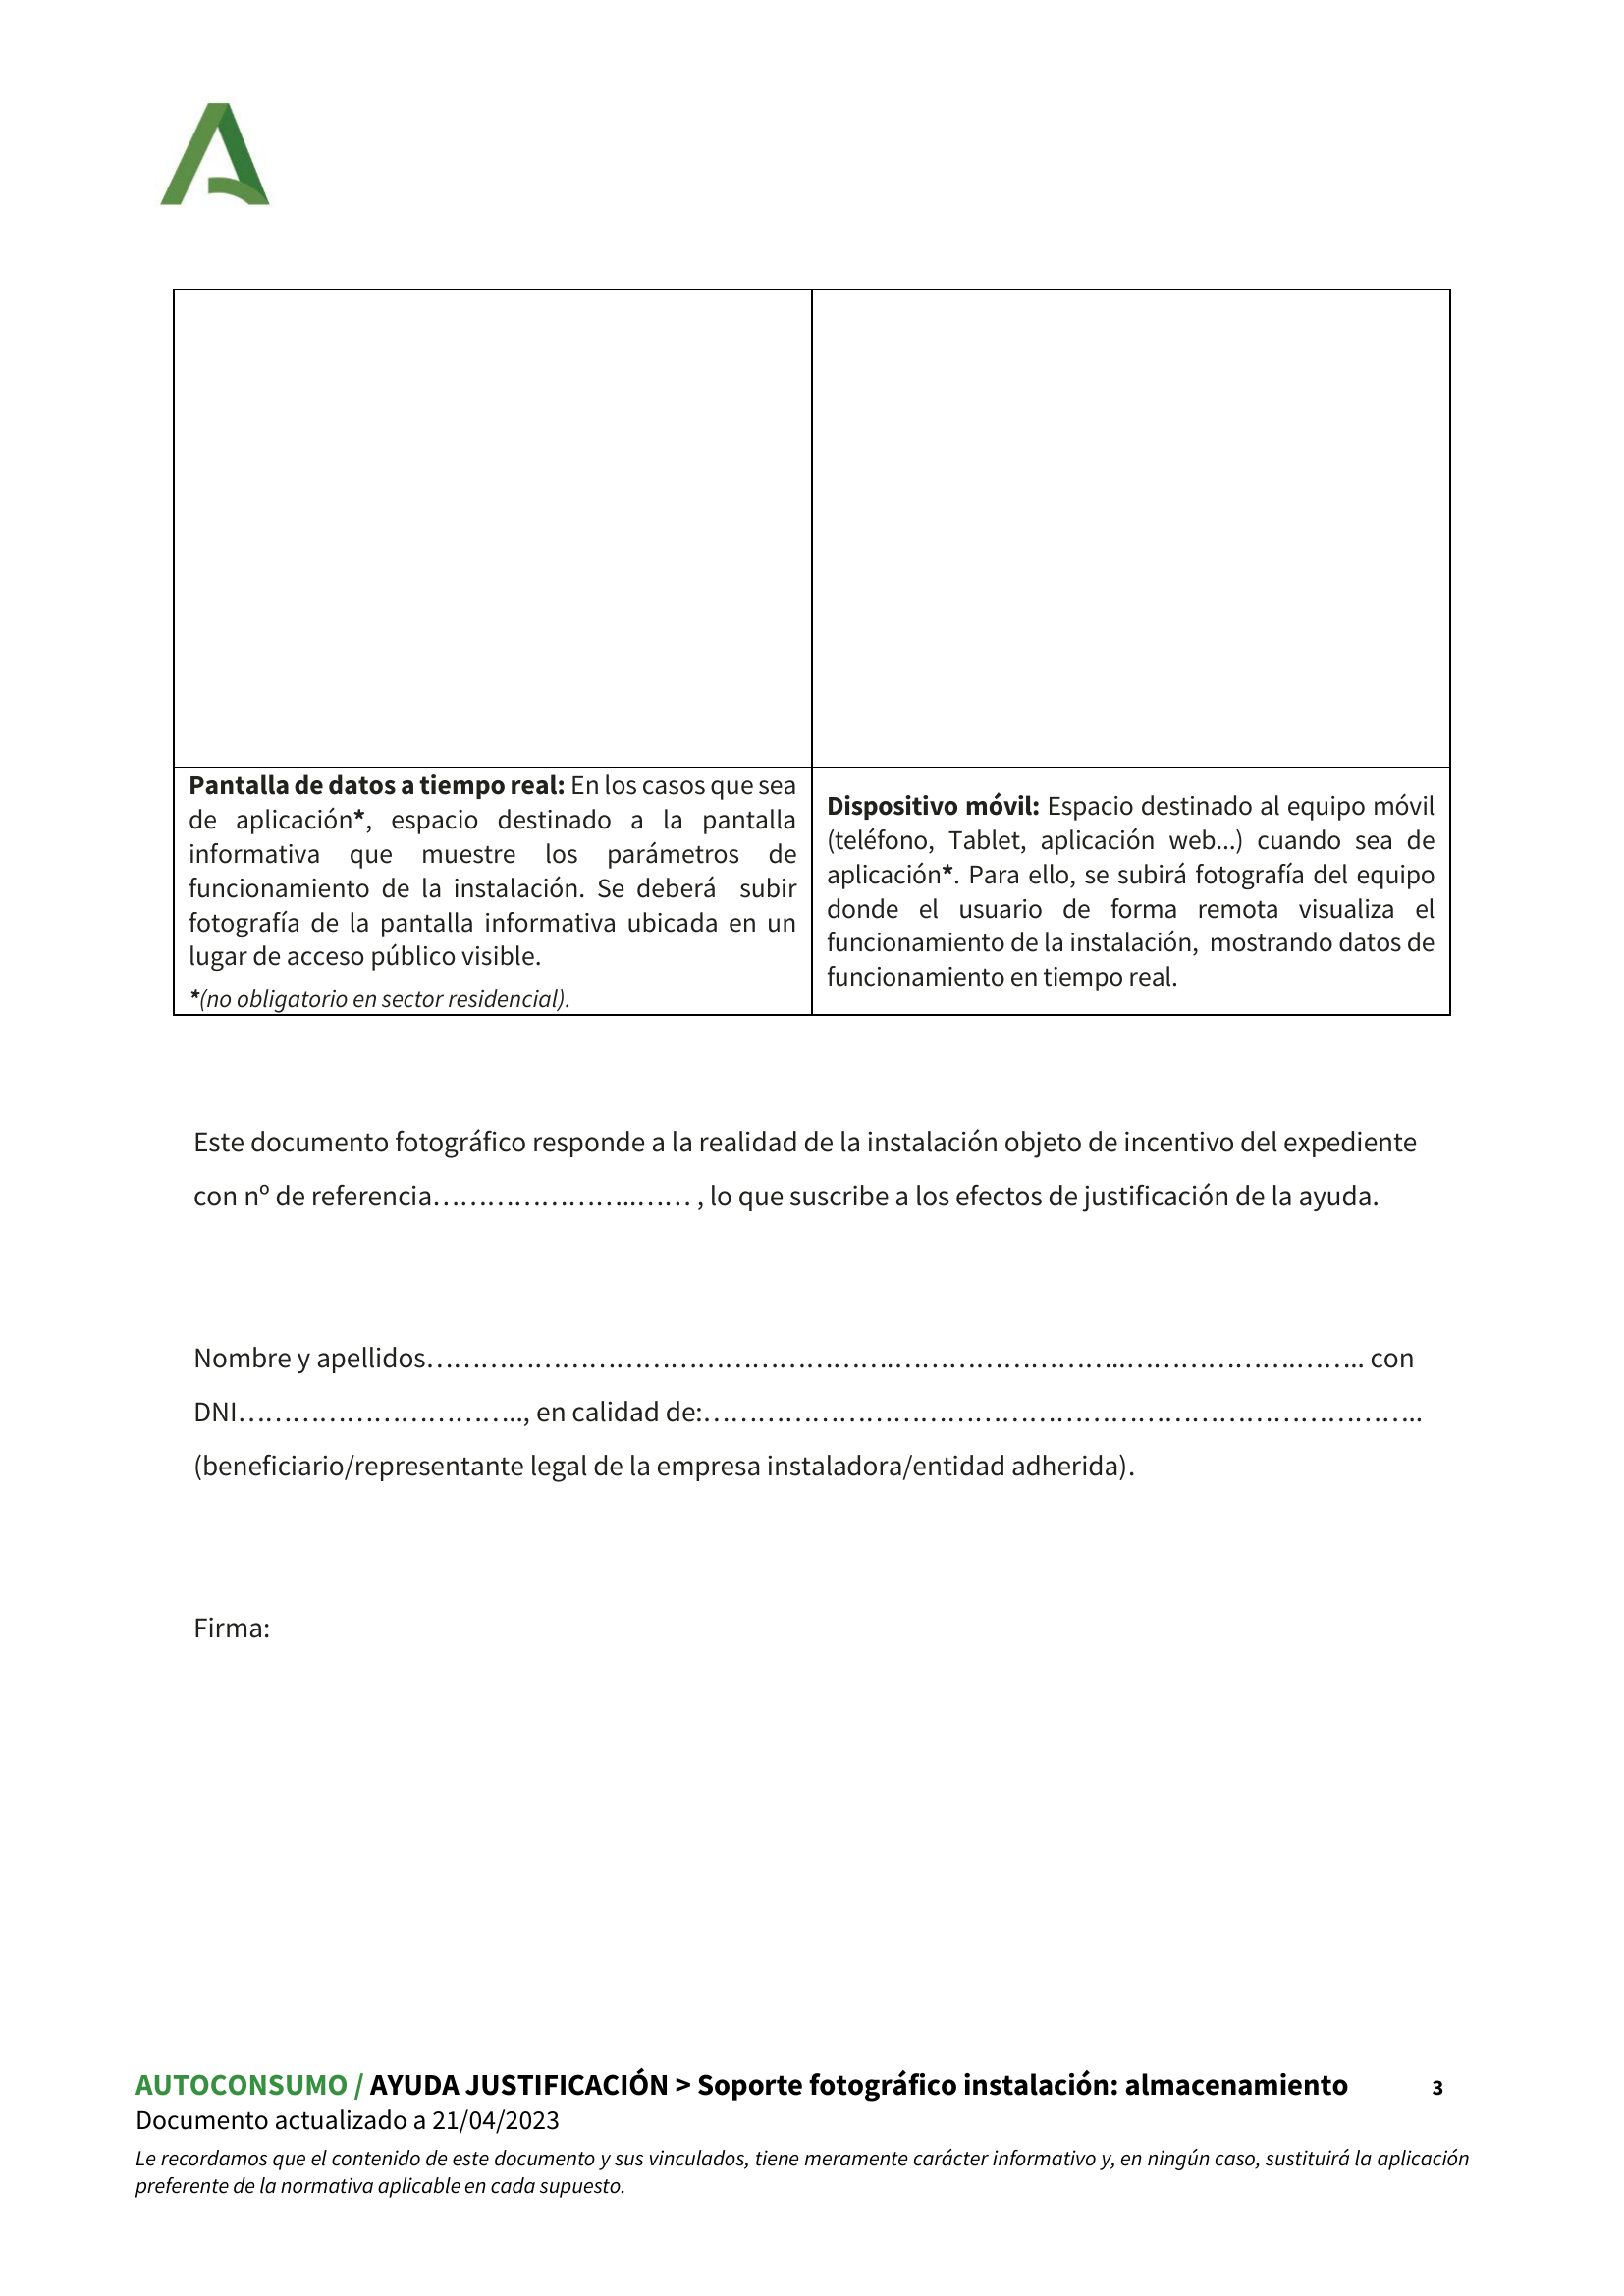 Pantalla de datos a tiempo real: En los casos que sea
de aplicación*, espacio destinado a la pantalla
informativa que muestre los parámetros de
funcionamiento de la instalación. Se deberá subir
fotografía de la pantalla informativa ubicada en un
lugar de acceso público visible.
*(no obligatorio en sector residencial).
Dispositivo móvil: Espacio destinado al equipo móvil
(teléfono, Tablet, aplicación web...) cuando sea de
aplicación*. Para ello, se subirá fotografía del equipo
donde el usuario de forma remota visualiza el
funcionamiento de la instalación, mostrando datos de
funcionamiento en tiempo real.
Este documento fotográfico responde a la realidad de la instalación objeto de incentivo del expediente
con nº de referencia…………………..…… , lo que suscribe a los efectos de justificación de la ayuda.
Nombre y apellidos…………………………………………….……………………..……………….…….. con
DNI………………………….., en calidad de:……………………………………………………………………..
(beneficiario/representante legal de la empresa instaladora/entidad adherida).
Firma:
AUTOCONSUMO / AYUDA JUSTIFICACIÓN > Soporte fotográfico instalación: almacenamiento 3
Documento actualizado a 21/04/2023
Le recordamos que el contenido de este documento y sus vinculados, tiene meramente carácter informativo y, en ningún caso, sustituirá la aplicación
preferente de la normativa aplicable en cada supuesto.